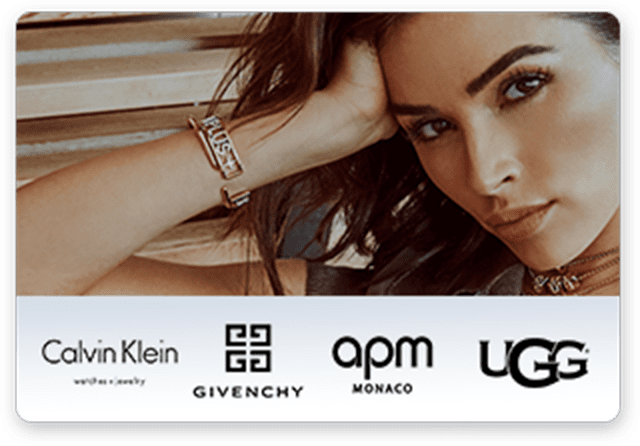 Calvin Klein
watches + jewelry
GIVENCHY
apm
MONACO
UGG